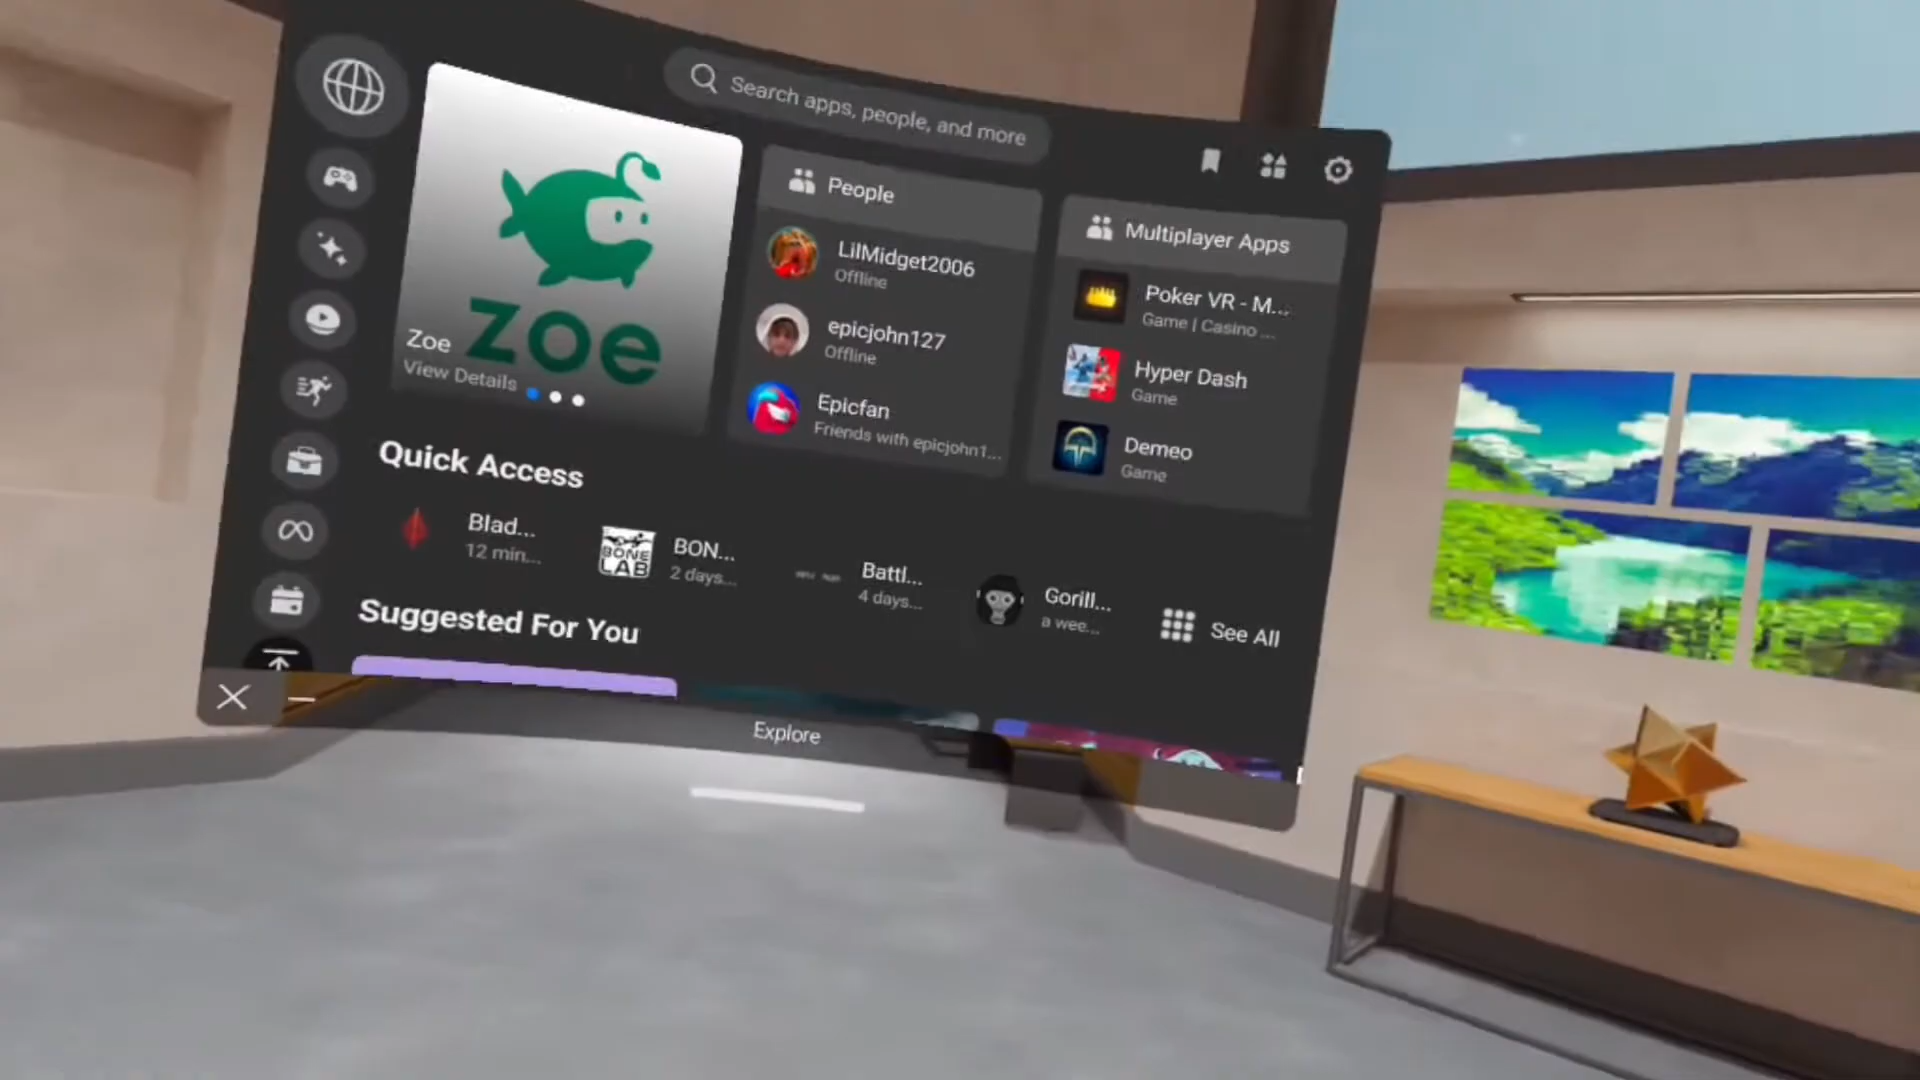 Search apps, people, and more
zoe
Zoe
View Details
People
LilMidget2006
Offline
epicjohn127
Offline
Epicfan
Friends with epicjohn1...
Multiplayer Apps
Poker VR - M...
Game | Casino ...
Hyper Dash
Game
Demeo
Game
Quick Access
Blad...
12 min...
BONE
LAB
BON...
2 days...
Battl...
4 days...
Gorill...
a wee...
See All
Suggested For You
Explore